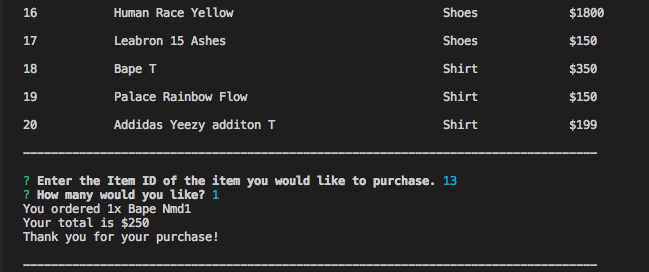 16 Human Race Yellow Shoes $1800
17 Leabron 15 Ashes Shoes $150
18 Bape T Shirt $350
19 Palace Rainbow Flow Shirt $150
20 Addidas Yeezy additon T Shirt $199
? Enter the Item ID of the item you would like to purchase. 13
? How many would you like? 1
You ordered 1x Bape Nmd1
Your total is $250
Thank you for your purchase!